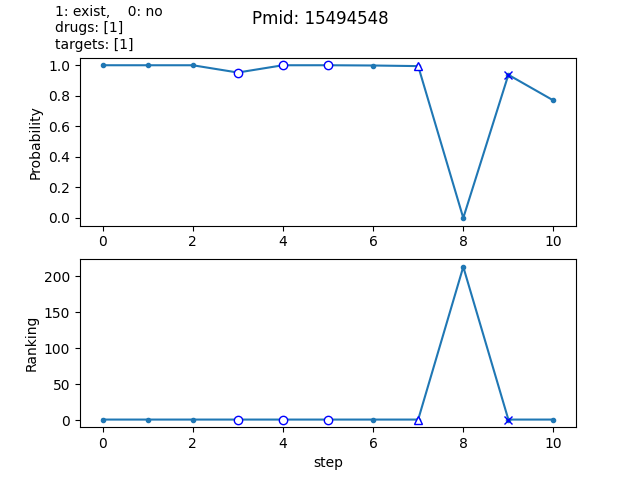 1: exist,    0: no
drugs: [1]
targets: [1]
Pmid: 15494548
Probability
1.0
0.8
0.6
0.4
0.2
0.0
0 2 4 6 8 10
Ranking
200
150
100
50
0
0 2 4 6 8 10
step